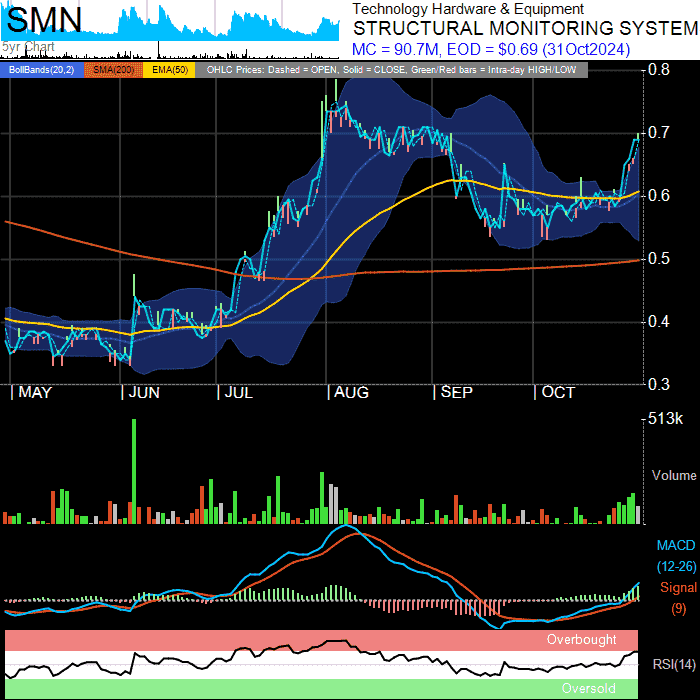 SMN
5yr Chart
Technology Hardware & Equipment
STRUCTURAL MONITORING SYSTEM
MC = 90.7M, EOD = $0.69 (31Oct2024)
BollBands(20,2) SMA(200) EMA(50) OHLC Prices: Dashed = OPEN, Solid = CLOSE, Green/Red bars = Intra-day HIGH/LOW
0.8
0.7
0.6
0.5
0.4
0.3
MAY JUN JUL AUG SEP OCT
513k
Volume
MACD
(12-26)
Signal
(9)
Overbought
RSI(14)
Oversold